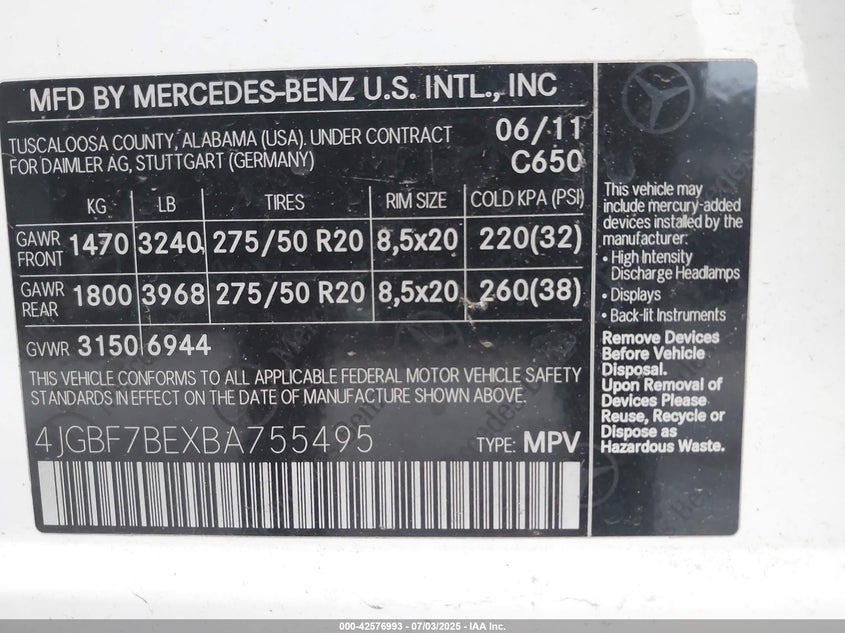 MFD BY MERCEDES-BENZ U.S. INTL., INC
TUSCALOOSA COUNTY, ALABAMA (USA). UNDER CONTRACT
FOR DAIMLER AG, STUTTGART (GERMANY)
06/11
C650
KG LB TIRES RIM SIZE COLD KPA (PSI)
GAWR
FRONT 1470 3240 275/50 R20 8,5x20 220(32)
GAWR
REAR 1800 3968 275/50 R20 8,5x20 260(38)
GVWR 3150 6944
THIS VEHICLE CONFORMS TO ALL APPLICABLE FEDERAL MOTOR VEHICLE SAFETY
STANDARDS IN EFFECT ON THE DATE OF MANUFACTURE SHOWN ABOVE.
4JGBF7BEXBA755495 TYPE: MPV
This vehicle may
include mercury-added
devices installed by the
manufacturer:
• High Intensity
Discharge Headlamps
• Displays
• Back-lit Instruments
Remove Devices
Before Vehicle
Disposal.
Upon Removal of
Devices Please
Reuse, Recycle or
Dispose as
Hazardous Waste.
000-42576993 - 07/03/2025 - IAA Inc.